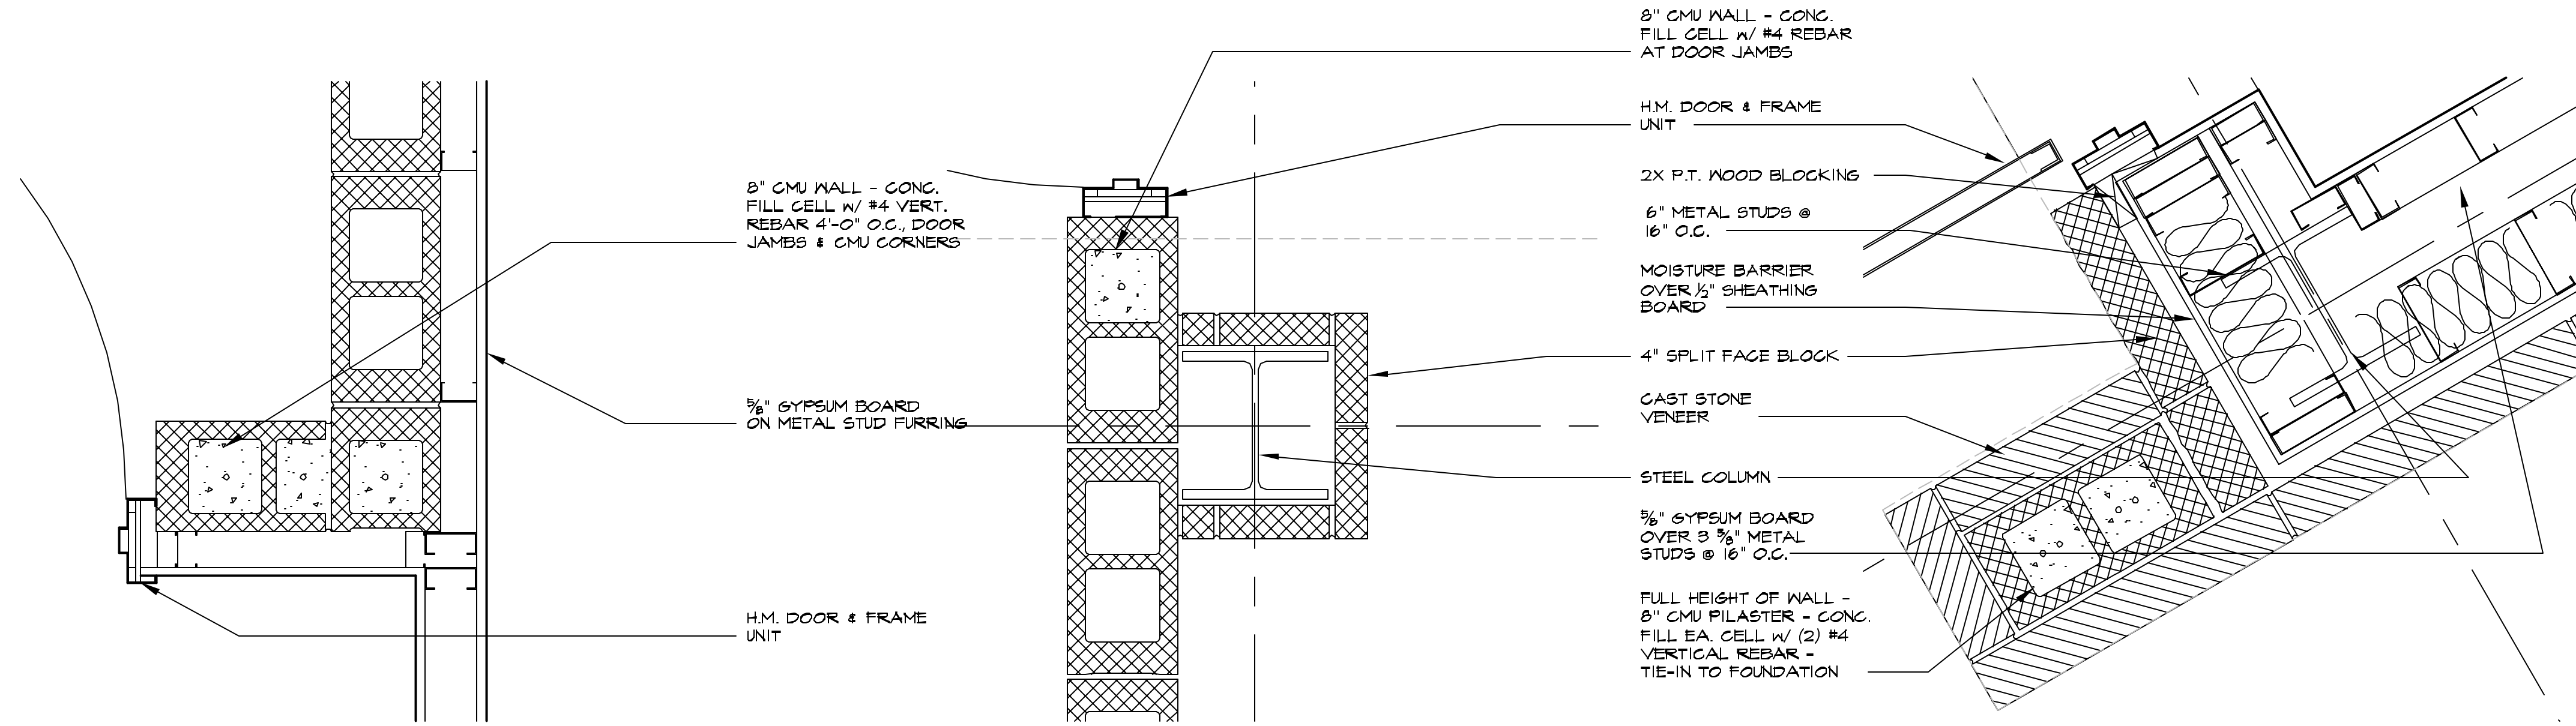 8" CMU WALL - CONC.
FILL CELL W/ #4 VERT.
REBAR 4'-0" O.C., DOOR
JAMBS & CMU CORNERS
5/8" GYPSUM BOARD
ON METAL STUD FURRING
H.M. DOOR & FRAME
UNIT
8" CMU WALL - CONC.
FILL CELL W/ #4 REBAR
AT DOOR JAMBS
H.M. DOOR & FRAME
UNIT
2X P.T. WOOD BLOCKING
6" METAL STUDS @
16" O.C.
MOISTURE BARRIER
OVER 1/2" SHEATHING
BOARD
4" SPLIT FACE BLOCK
CAST STONE
VENEER
STEEL COLUMN
5/8" GYPSUM BOARD
OVER 3 5/8" METAL
STUDS @ 16" O.C.
FULL HEIGHT OF WALL -
8" CMU PILASTER - CONC.
FILL EA. CELL W/ (2) #4
VERTICAL REBAR -
TIE-IN TO FOUNDATION